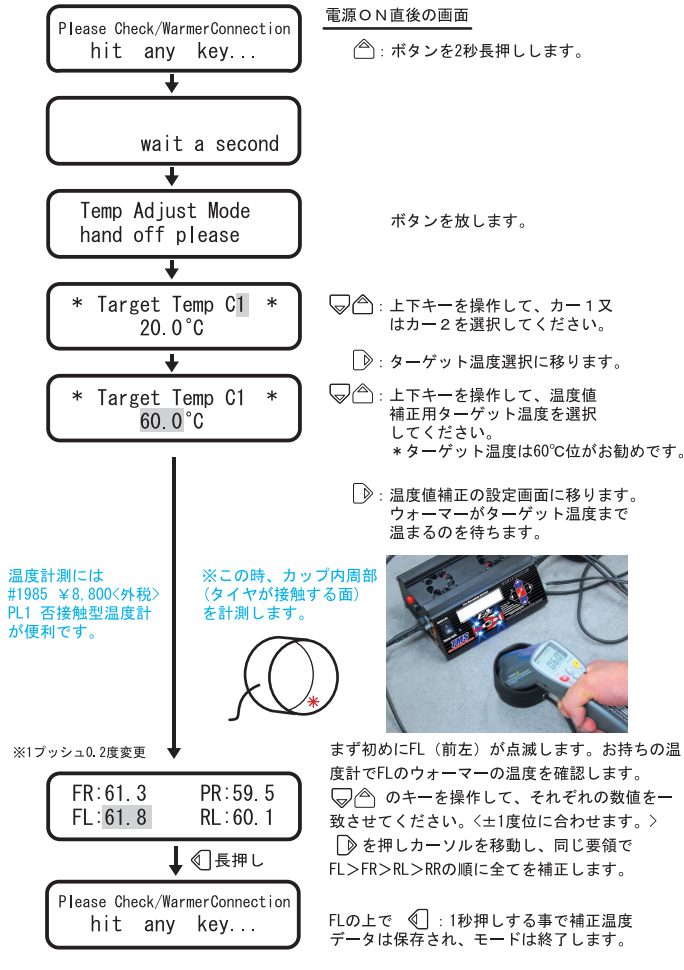 Please Check/WarmerConnection
hit any key...
電源ON直後の画面
：ボタンを2秒長押しします。
wait a second
Temp Adjust Mode
hand off please
ボタンを放します。
* Target Temp C1 *
20.0°C
：上下キーを操作して、カー１又
はカー２を選択してください。
：ターゲット温度選択に移ります。
* Target Temp C1 *
60.0°C
：上下キーを操作して、温度値
補正用ターゲット温度を選択
してください。
＊ターゲット温度は60℃位がお勧めです。
：温度値補正の設定画面に移ります。
ウォーマーがターゲット温度まで
温まるのを待ちます。
温度計測には
#1985 ￥8,800<外税>
PL1 否接触型温度計
が便利です。
※この時、カップ内周部
(タイヤが接触する面)
を計測します。
※1プッシュ0.2度変更
まず初めにFL（前左）が点滅します。お持ちの温
度計でFLのウォーマーの温度を確認します。
のキーを操作して、それぞれの数値を一
致させてください。<±1度位に合わせます。>
を押しカーソルを移動し、同じ要領で
FL>FR>RL>RRの順に全てを補正します。
FR:61.3 PR:59.5
FL:61.8 RL:60.1
長押し
Please Check/WarmerConnection
hit any key...
FLの上で ：1秒押しする事で補正温度
データは保存され、モードは終了します。